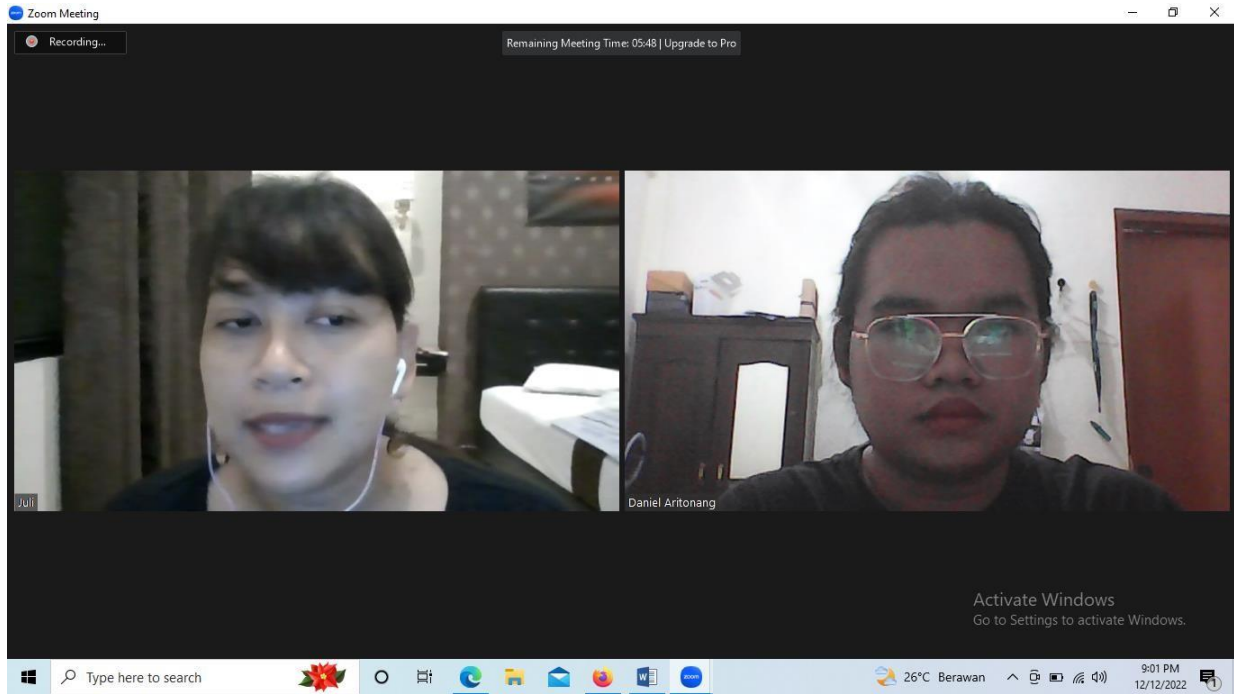 Zoom Meeting
Recording...
Remaining Meeting Time: 05:48 | Upgrade to Pro
Juli
Daniel Aritonang
Activate Windows
Go to Settings to activate Windows.
Type here to search
26°C Berawan
9:01 PM
12/12/2022
1